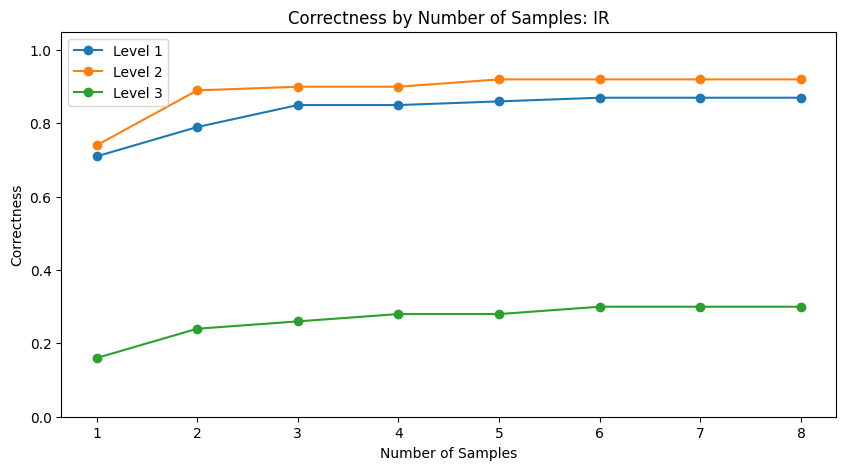 Correctness by Number of Samples: IR
Level 1
Level 2
Level 3
1.0
0.8
0.6
0.4
0.2
0.0
Correctness
1 2 3 4 5 6 7 8
Number of Samples